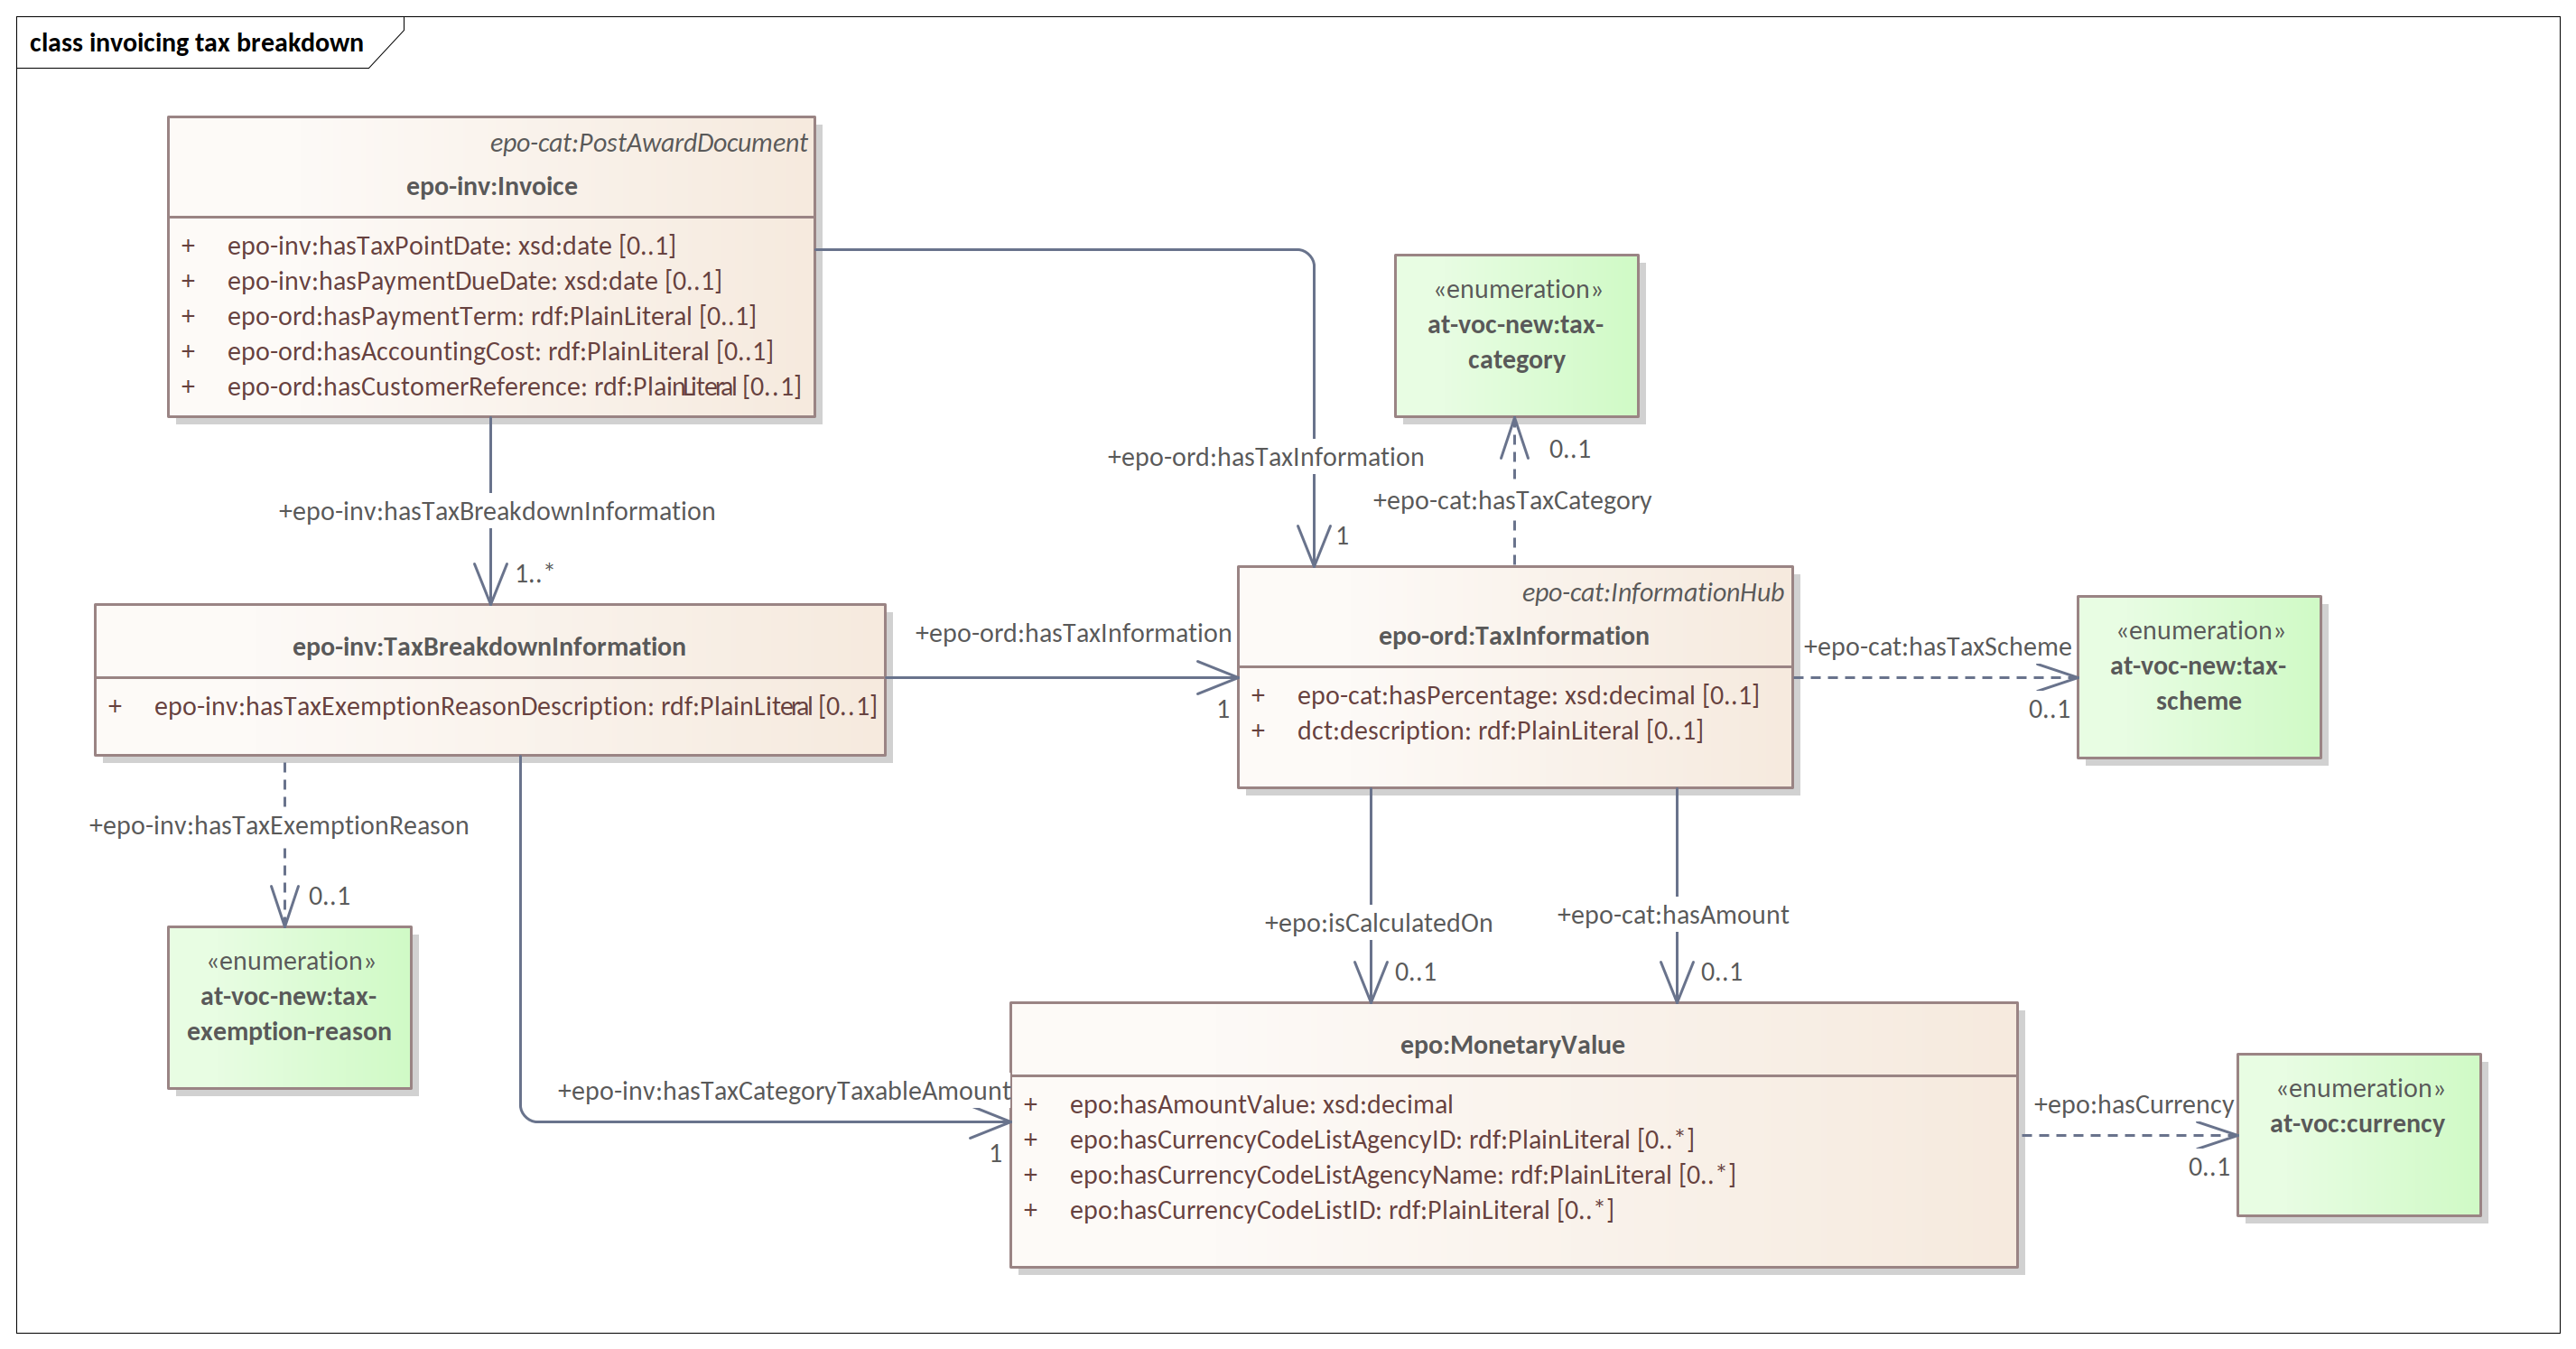 class invoicing tax breakdown
epo-cat:PostAwardDocument
epo-inv:Invoice
+ epo-inv:hasTaxPointDate: xsd:date [0..1]
+ epo-inv:hasPaymentDueDate: xsd:date [0..1]
+ epo-ord:hasPaymentTerm: rdf:PlainLiteral [0..1]
+ epo-ord:hasAccountingCost: rdf:PlainLiteral [0..1]
+ epo-ord:hasCustomerReference: rdf:PlainLiteral [0..1]
«enumeration»
at-voc-new:tax-
category
0..1
+epo-cat:hasTaxCategory
+epo-ord:hasTaxInformation
1
+epo-inv:hasTaxBreakdownInformation
1..*
epo-inv:TaxBreakdownInformation
+ epo-inv:hasTaxExemptionReasonDescription: rdf:PlainLiteral [0..1]
+epo-ord:hasTaxInformation
1
epo-cat:InformationHub
epo-ord:TaxInformation
+ epo-cat:hasPercentage: xsd:decimal [0..1]
+ dct:description: rdf:PlainLiteral [0..1]
+epo-cat:hasTaxScheme
0..1
«enumeration»
at-voc-new:tax-
scheme
+epo-inv:hasTaxExemptionReason
0..1
«enumeration»
at-voc-new:tax-
exemption-reason
+epo:isCalculatedOn
0..1
+epo-cat:hasAmount
0..1
+epo-inv:hasTaxCategoryTaxableAmount
1
epo:MonetaryValue
+ epo:hasAmountValue: xsd:decimal
+ epo:hasCurrencyCodeListAgencyID: rdf:PlainLiteral [0..*]
+ epo:hasCurrencyCodeListAgencyName: rdf:PlainLiteral [0..*]
+ epo:hasCurrencyCodeListID: rdf:PlainLiteral [0..*]
+epo:hasCurrency
0..1
«enumeration»
at-voc:currency